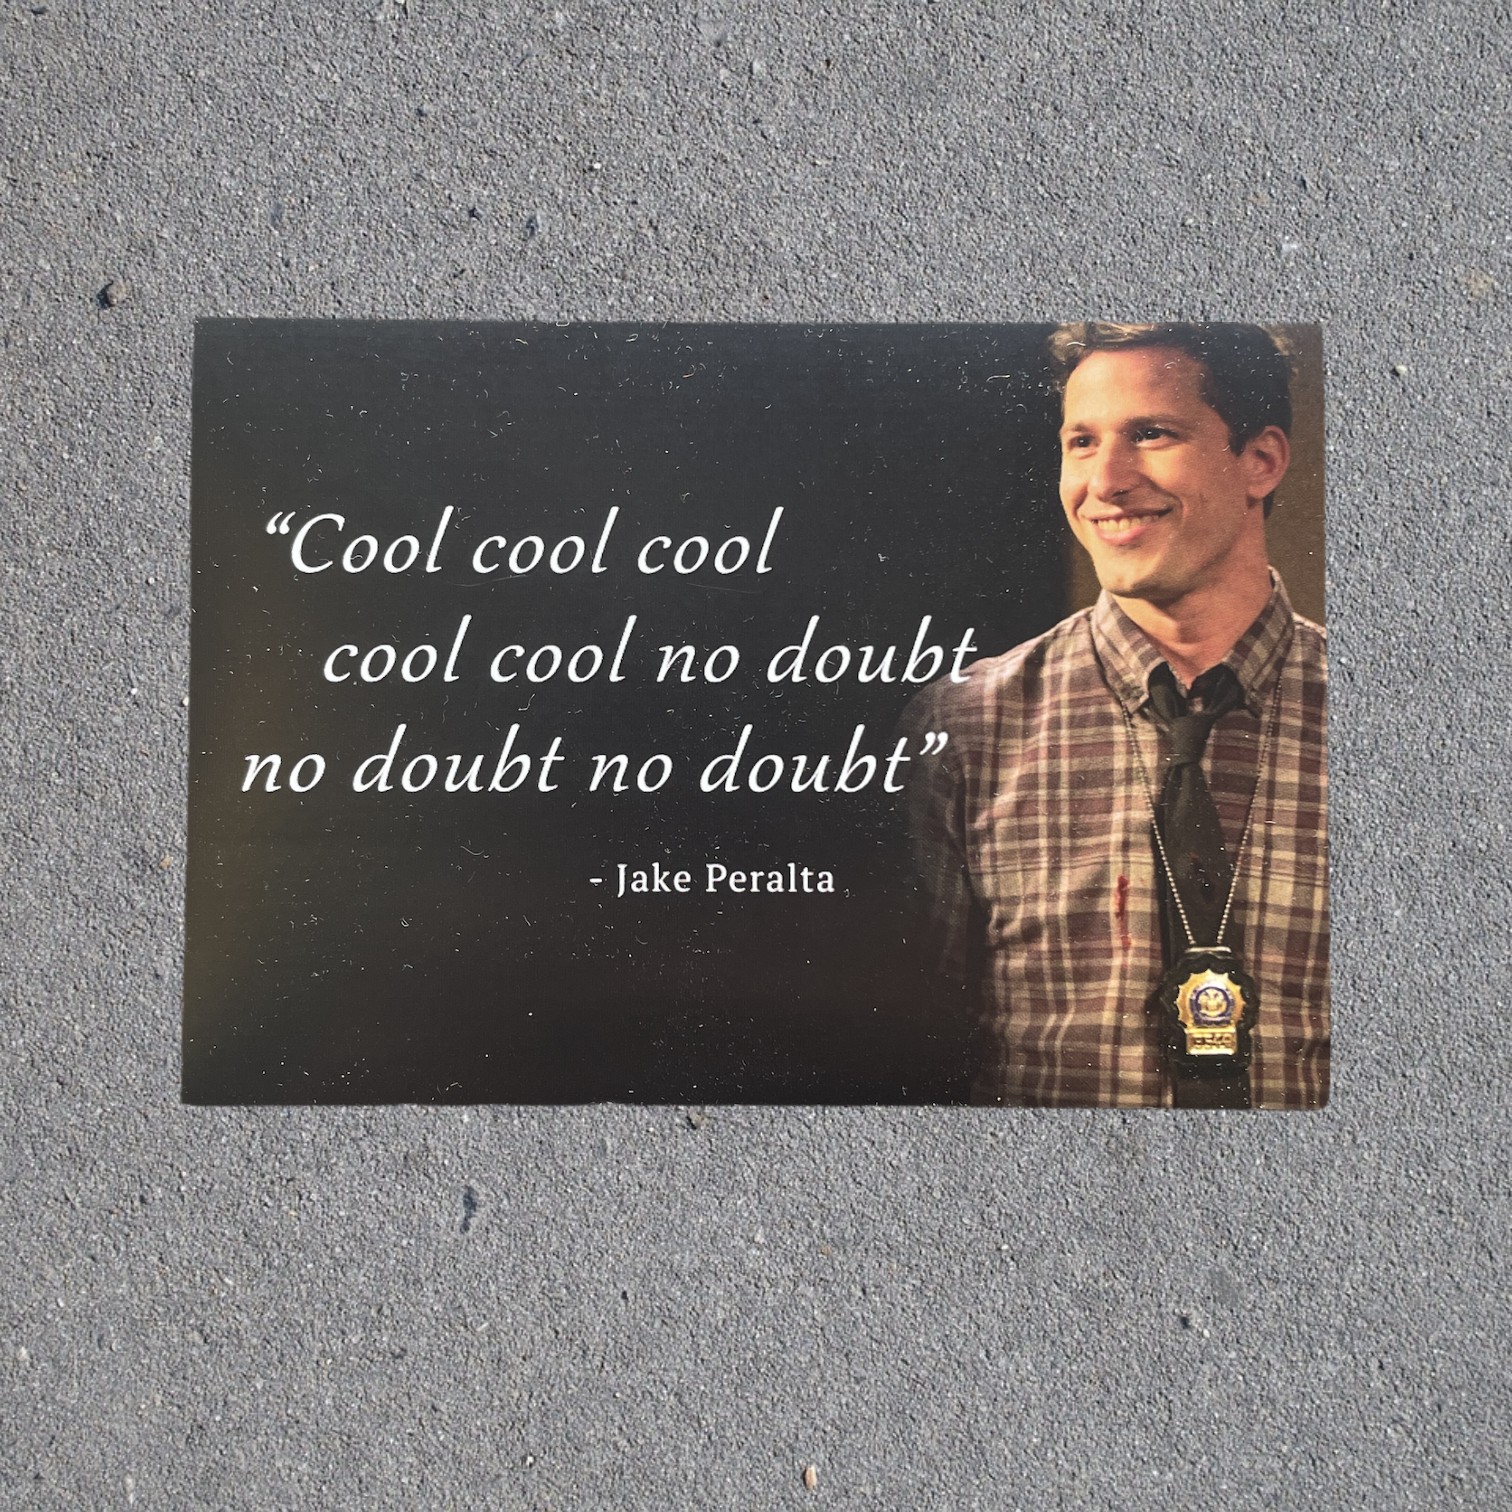 “Cool cool cool
cool cool no doubt
no doubt no doubt”
- Jake Peralta